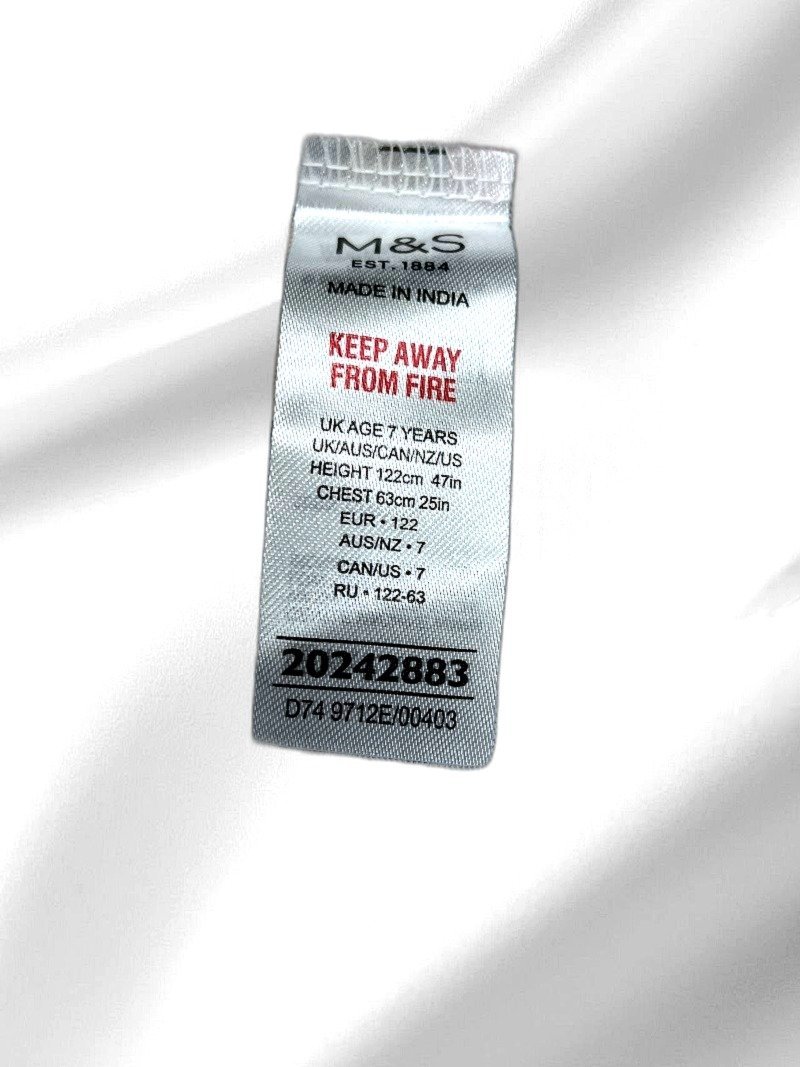 M&S
EST. 1884
MADE IN INDIA
KEEP AWAY
FROM FIRE
UK AGE 7 YEARS
UK/AUS/CAN/NZ/US
HEIGHT 122cm 47in
CHEST 63cm 25in
EUR • 122
AUS/NZ • 7
CAN/US • 7
RU • 122-63
20242883
D74 9712E/00403